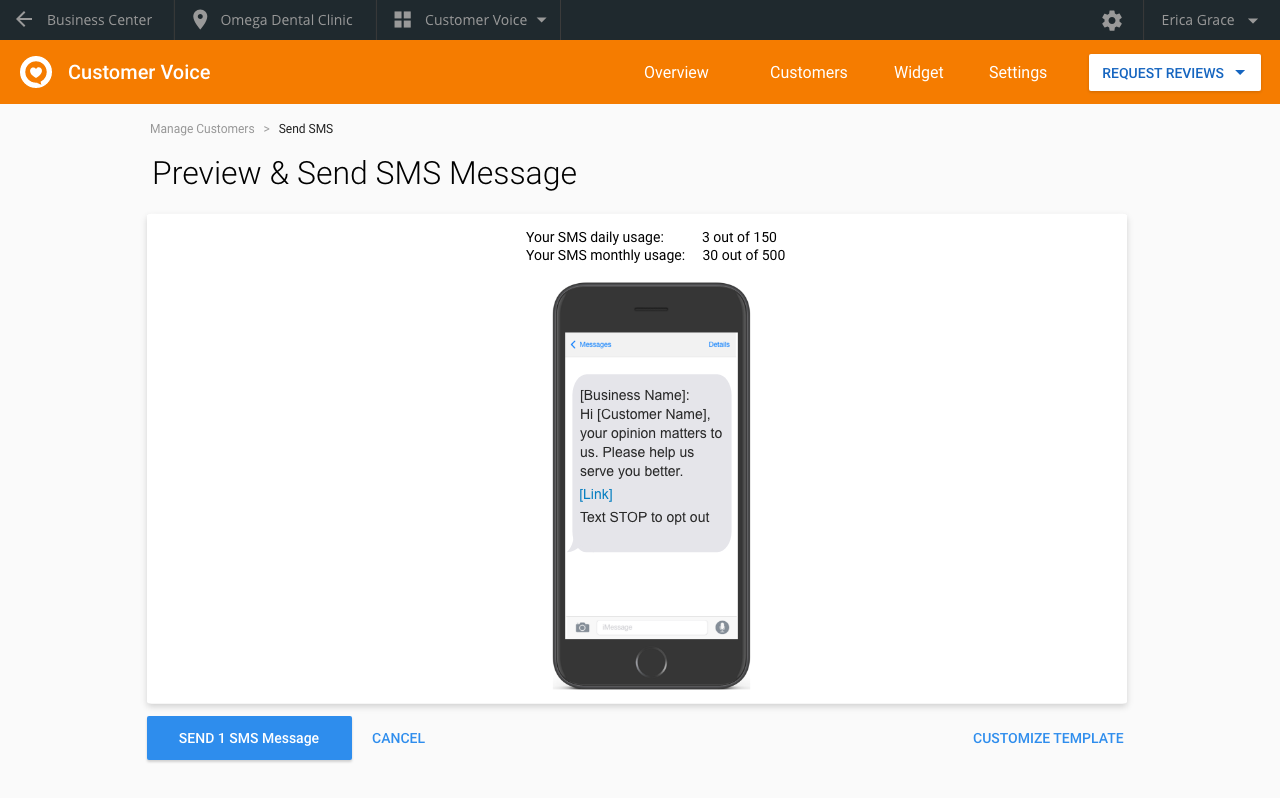 Business Center
Omega Dental Clinic
Customer Voice
Erica Grace
Customer Voice
Overview
Customers
Widget
Settings
REQUEST REVIEWS
Manage Customers > Send SMS
Preview & Send SMS Message
Your SMS daily usage: 3 out of 150
Your SMS monthly usage: 30 out of 500
Messages
Details
[Business Name]:
Hi [Customer Name],
your opinion matters to
us. Please help us
serve you better.
[Link]
Text STOP to opt out
iMessage
SEND 1 SMS Message
CANCEL
CUSTOMIZE TEMPLATE